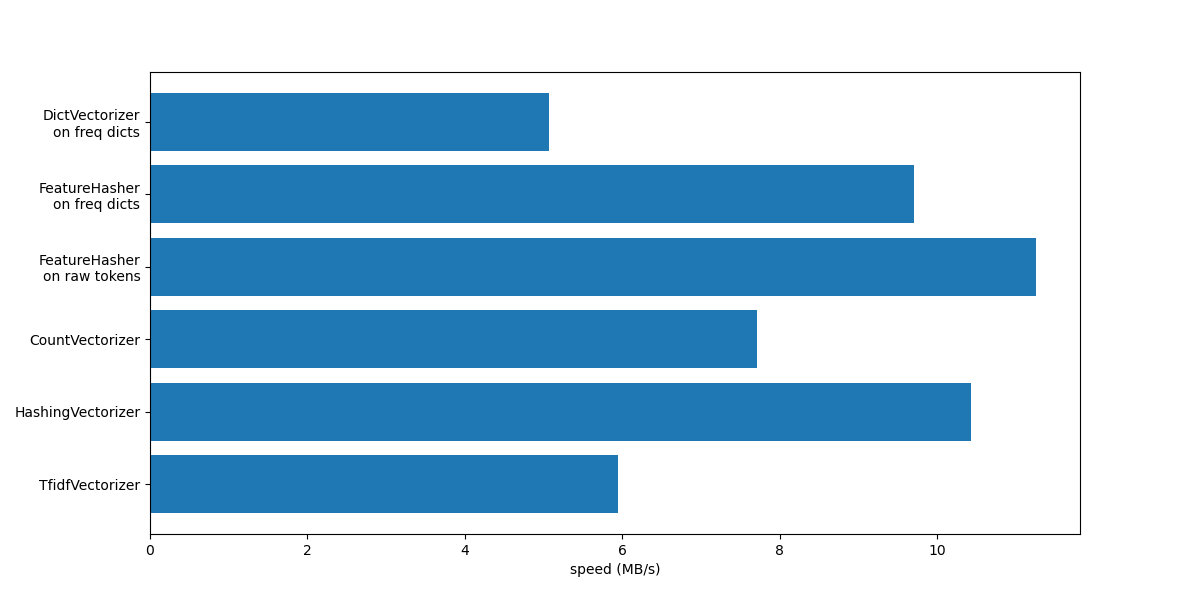 DictVectorizer
on freq dicts
FeatureHasher
on freq dicts
FeatureHasher
on raw tokens
CountVectorizer
HashingVectorizer
TfidfVectorizer
0 2 4 6 8 10
speed (MB/s)